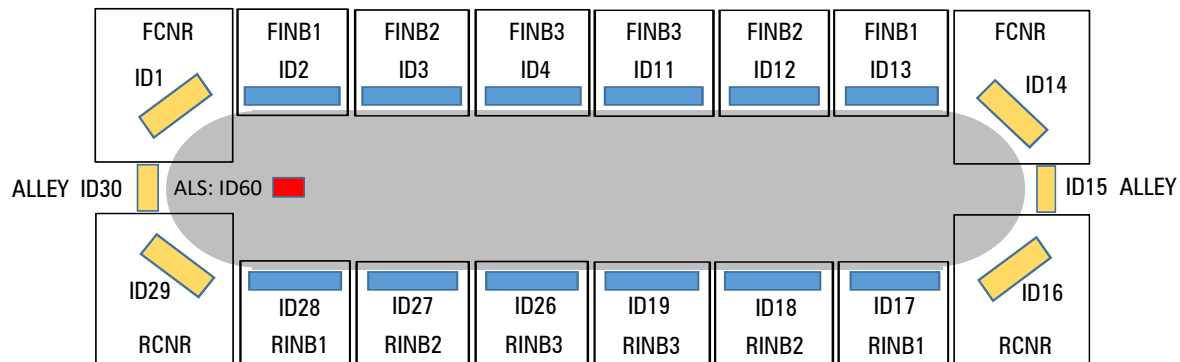 FCNR FINB1 FINB2 FINB3 FINB3 FINB2 FINB1 FCNR
ID1 ID2 ID3 ID4 ID11 ID12 ID13 ID14
ALLEY ID30 ALS: ID60 ID15 ALLEY
ID29 ID28 ID27 ID26 ID19 ID18 ID17 ID16
RCNR RINB1 RINB2 RINB3 RINB3 RINB2 RINB1 RCNR